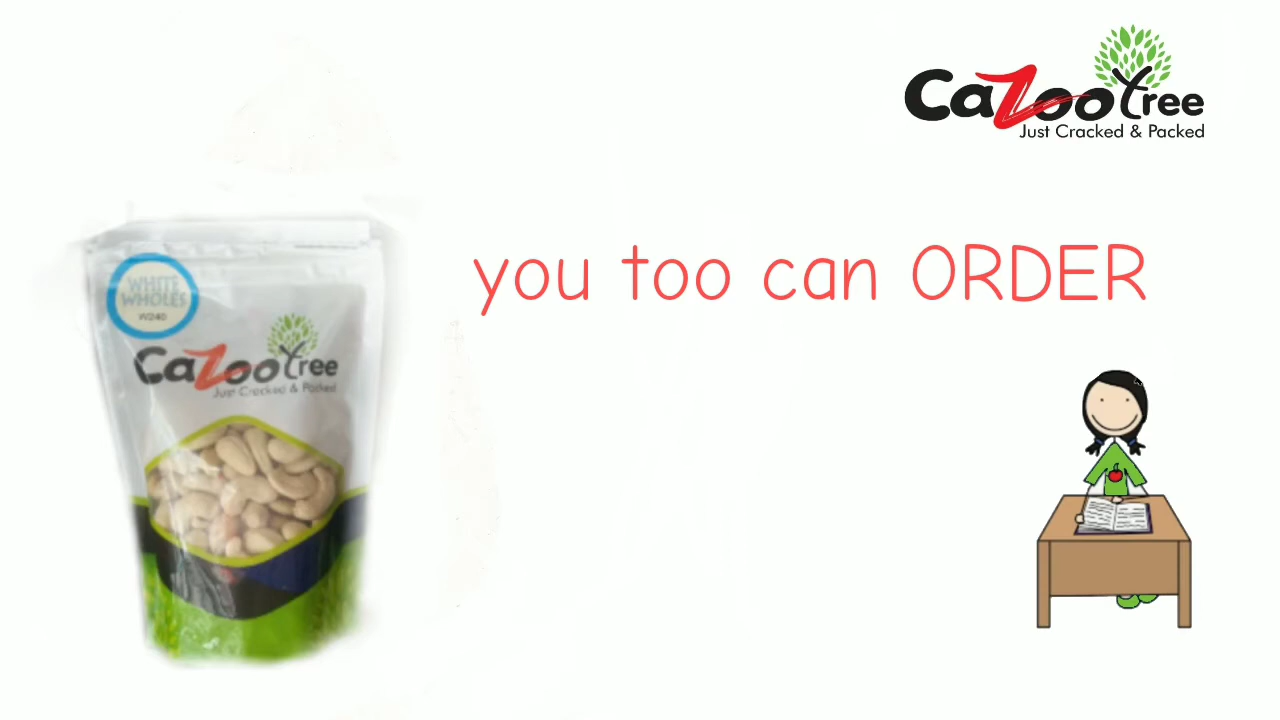 CaZooTree
Just Cracked & Packed
you too can ORDER
WHITE
WHOLES
W240
CaZooTree
Just Cracked & Packed